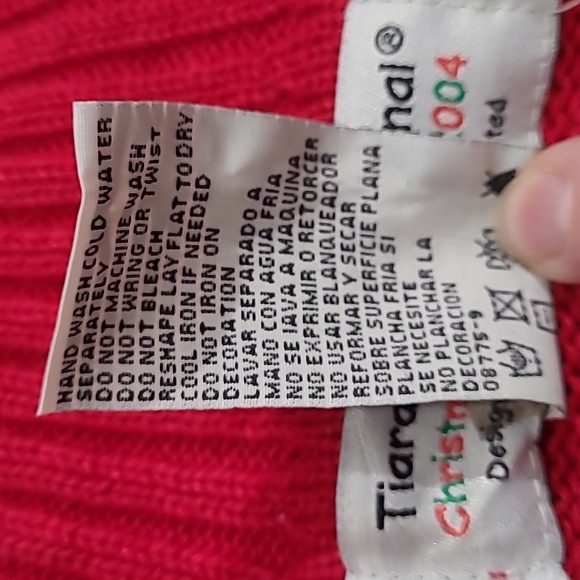 HAND WASH COLD WATER
SEPARATELY
DO NOT MACHINE WASH
DO NOT WRING OR TWIST
DO NOT BLEACH
RESHAPE LAY FLAT TO DRY
COOL IRON IF NEEDED
DO NOT IRON ON
DECORATION
LAVAR SEPARADO A
MANO CON AGUA FRIA
NO SE JAVA A MAQUINA
NO EXPRIMIR O RETORCER
NO USAR BLANQUEADOR
REFORMAR Y SECAR
SOBRE SUPERFICIE PLANA
PLANCHA FRIA SI
SE NECESITE
NO PLANCHAR LA
DECORACION
08775-9
Tiara nal®
Christm 004
Design ted